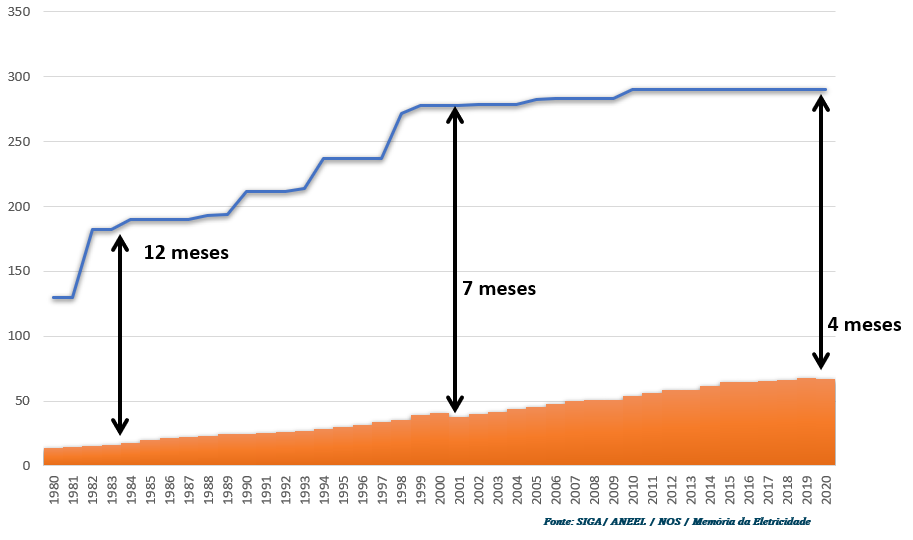 350
300
250
200
150
100
50
0
12 meses
7 meses
4 meses
1980 1981 1982 1983 1984 1985 1986 1987 1988 1989 1990 1991 1992 1993 1994 1995 1996 1997 1998 1999 2000 2001 2002 2003 2004 2005 2006 2007 2008 2009 2010 2011 2012 2013 2014 2015 2016 2017 2018 2019 2020
Fonte: SIGA/ ANEEL / NOS / Memória da Eletricidade